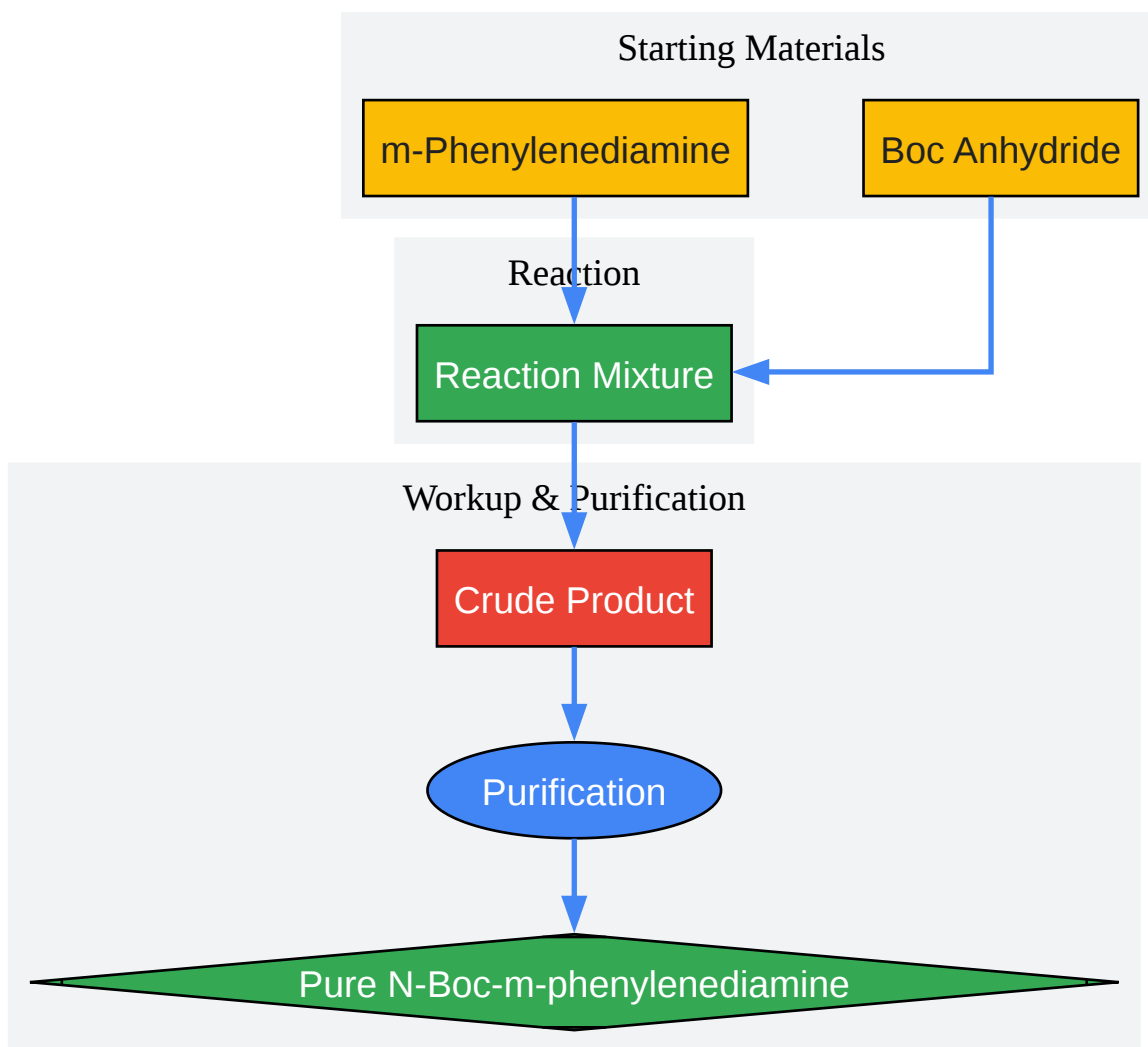 Starting Materials
m-Phenylenediamine
Boc Anhydride
Reaction
Reaction Mixture
Workup & Purification
Crude Product
Purification
Pure N-Boc-m-phenylenediamine